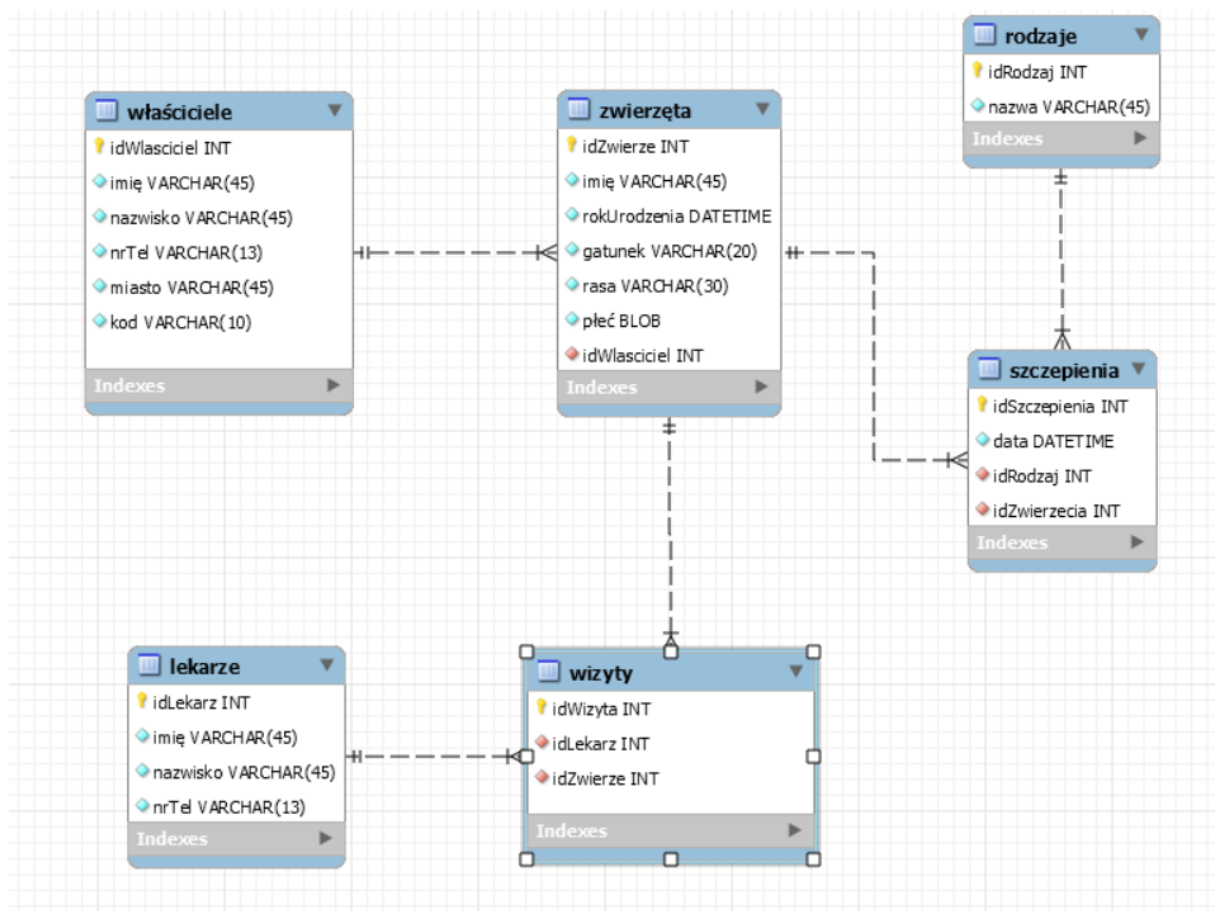 rodzaje
idRodzaj INT
nazwa VARCHAR(45)
Indexes
właściciele
idWlasciciel INT
imię VARCHAR(45)
nazwisko VARCHAR(45)
nrTel VARCHAR(13)
miasto VARCHAR(45)
kod VARCHAR(10)
Indexes
zwierzęta
idZwierze INT
imię VARCHAR(45)
rokUrodzenia DATETIME
gatunek VARCHAR(20)
rasa VARCHAR(30)
płeć BLOB
idWlasciciel INT
Indexes
szczepienia
idSzczepienia INT
data DATETIME
idRodzaj INT
idZwierzecia INT
Indexes
lekarze
idLekarz INT
imię VARCHAR(45)
nazwisko VARCHAR(45)
nrTel VARCHAR(13)
Indexes
wizyty
idWizyta INT
idLekarz INT
idZwierze INT
Indexes